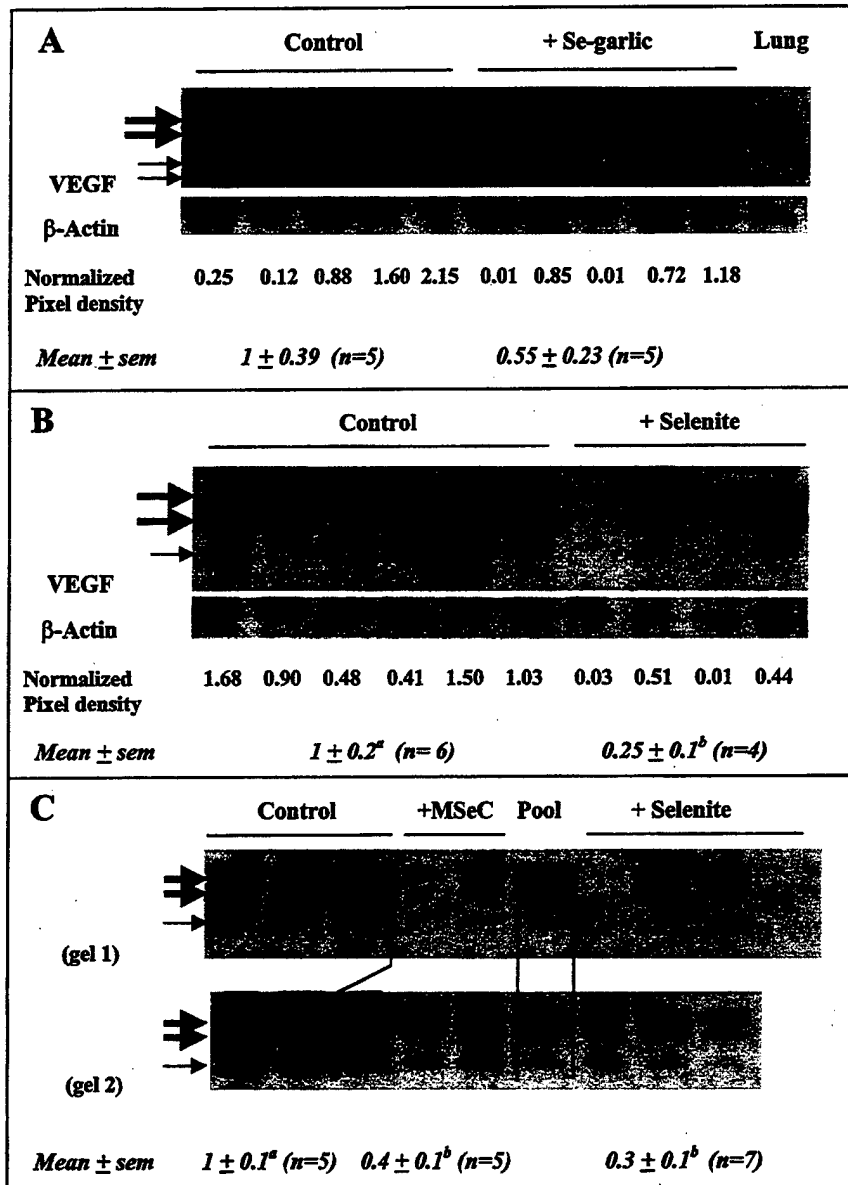 A
Control + Se-garlic Lung
VEGF
β-Actin
Normalized 0.25 0.12 0.88 1.60 2.15 0.01 0.85 0.01 0.72 1.18
Pixel density
Mean ± sem 1 ± 0.39 (n=5) 0.55 ± 0.23 (n=5)
B
Control + Selenite
VEGF
β-Actin
Normalized 1.68 0.90 0.48 0.41 1.50 1.03 0.03 0.51 0.01 0.44
Pixel density
Mean ± sem 1 ± 0.2ᵃ (n= 6) 0.25 ± 0.1ᵇ (n=4)
C
Control +MSeC Pool + Selenite
(gel 1)
(gel 2)
Mean ± sem 1 ± 0.1ᵃ (n=5) 0.4 ± 0.1ᵇ (n=5) 0.3 ± 0.1ᵇ (n=7)